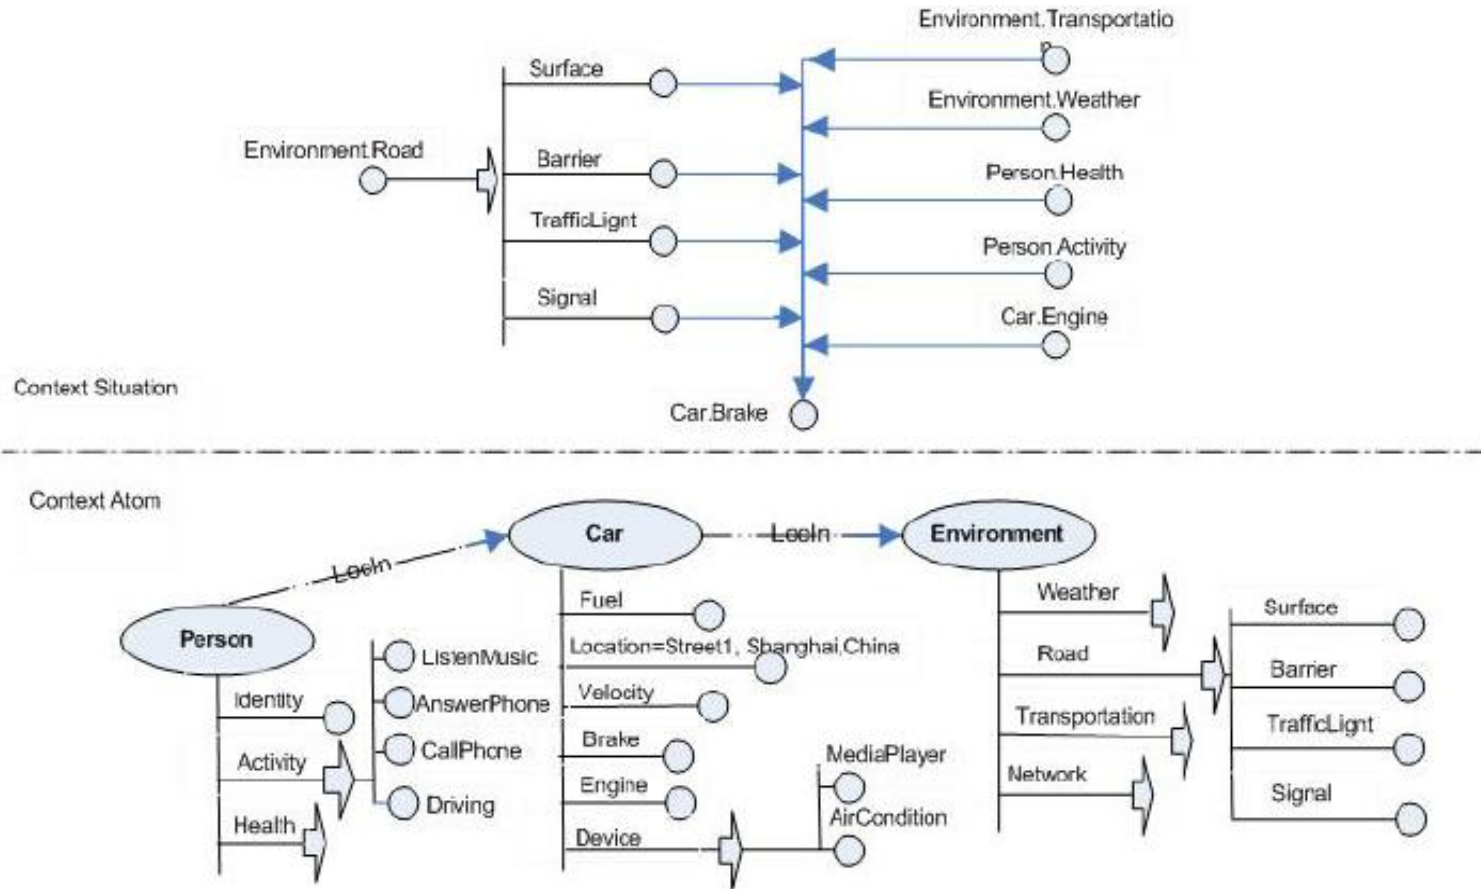 Environment.Transportatio
n
Surface
Environment.Weather
Environment.Road
Barrier
Person.Health
TrafficLignt
Person.Activity
Signal
Car.Engine
Context Situation
Car.Brake
Context Atom
Car
LocIn
Environment
LocIn
Person
Identity
Activity
Health
ListenMusic
AnswerPhone
CallPhone
Driving
Fuel
Location=Street1, Shanghai,China
Velocity
Brake
Engine
Device
MediaPlayer
AirCondition
Weather
Road
Transportation
Network
Surface
Barrier
TrafficLignt
Signal